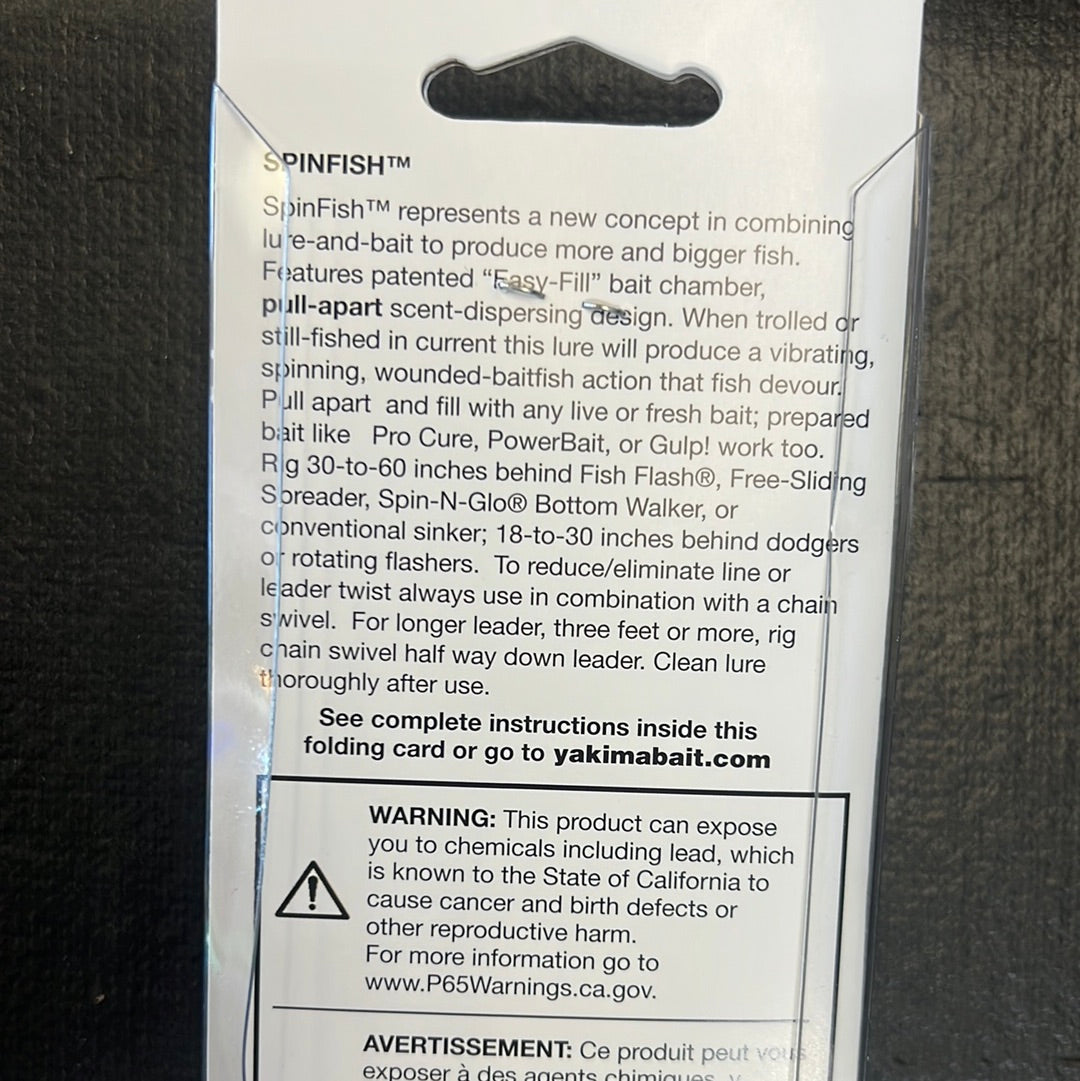 SPINFISH™
SpinFish™ represents a new concept in combining
lure-and-bait to produce more and bigger fish.
Features patented “Easy-Fill” bait chamber,
pull-apart scent-dispersing design. When trolled or
still-fished in current this lure will produce a vibrating,
spinning, wounded-baitfish action that fish devour.
Pull apart and fill with any live or fresh bait; prepared
bait like Pro Cure, PowerBait, or Gulp! work too.
Rig 30-to-60 inches behind Fish Flash®, Free-Sliding
Spreader, Spin-N-Glo® Bottom Walker, or
conventional sinker; 18-to-30 inches behind dodgers
or rotating flashers. To reduce/eliminate line or
leader twist always use in combination with a chain
swivel. For longer leader, three feet or more, rig
chain swivel half way down leader. Clean lure
thoroughly after use.
See complete instructions inside this
folding card or go to yakimabait.com
WARNING: This product can expose
you to chemicals including lead, which
is known to the State of California to
cause cancer and birth defects or
other reproductive harm.
For more information go to
www.P65Warnings.ca.gov.
AVERTISSEMENT: Ce produit peut vous
exposer à des agents chimiques, y